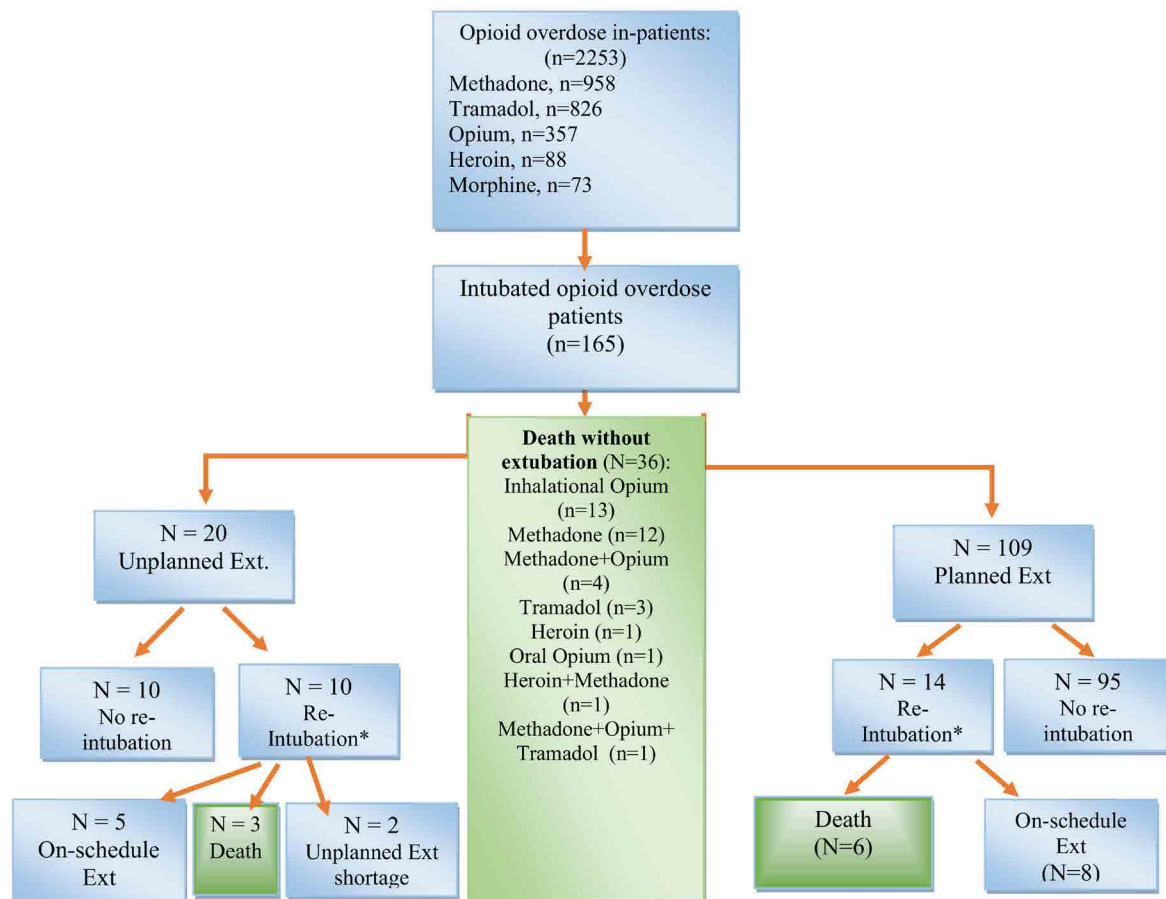 Opioid overdose in-patients:
(n=2253)
Methadone, n=958
Tramadol, n=826
Opium, n=357
Heroin, n=88
Morphine, n=73
Intubated opioid overdose
patients
(n=165)
Death without
extubation (N=36):
Inhalational Opium
(n=13)
Methadone (n=12)
Methadone+Opium
(n=4)
Tramadol (n=3)
Heroin (n=1)
Oral Opium (n=1)
Heroin+Methadone
(n=1)
Methadone+Opium+
Tramadol (n=1)
N = 20
Unplanned Ext.
N = 10
No re-
intubation
N = 10
Re-
Intubation*
N = 5
On-schedule
Ext
N = 3
Death
N = 2
Unplanned Ext
shortage
N = 109
Planned Ext
N = 14
Re-
Intubation*
N = 95
No re-
intubation
Death
(N=6)
On-schedule
Ext
(N=8)